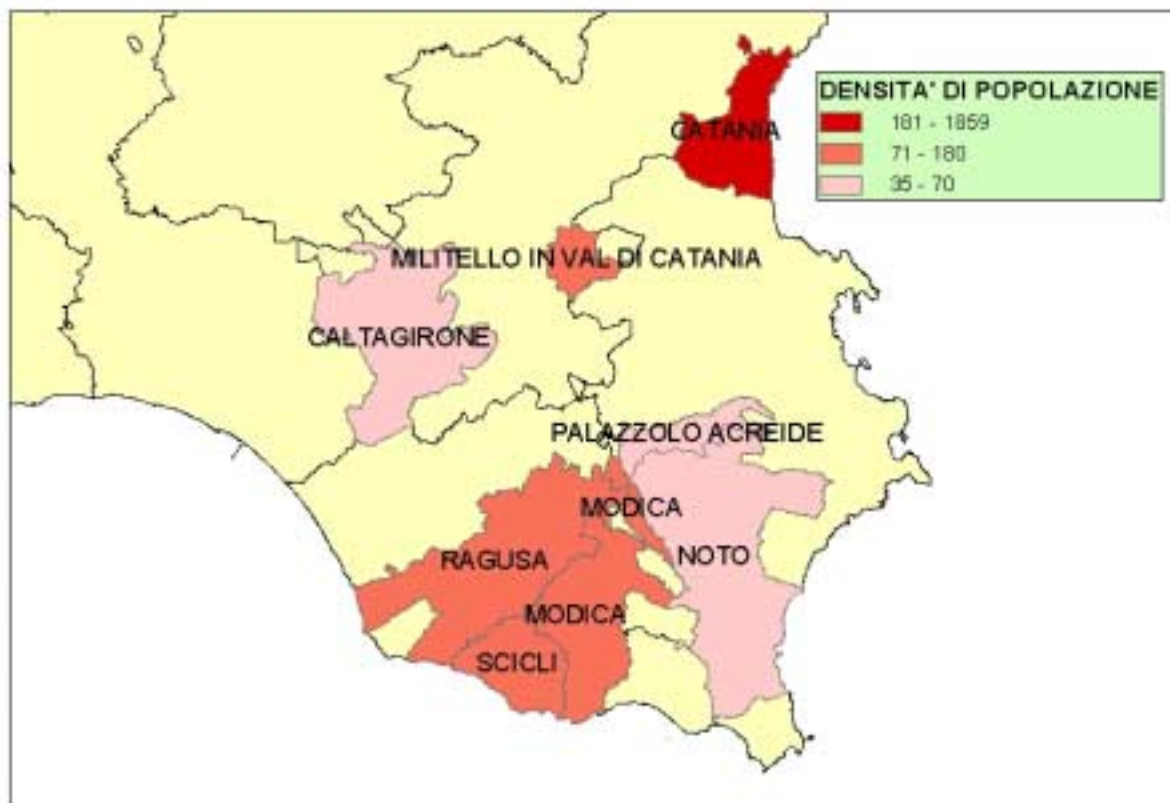 DENSITA' DI POPOLAZIONE
181 - 1859
71 - 180
35 - 70
CATANIA
MILITELLO IN VAL DI CATANIA
CALTAGIRONE
PALAZZOLO ACREIDE
MODICA
RAGUSA
NOTO
MODICA
SCICLI